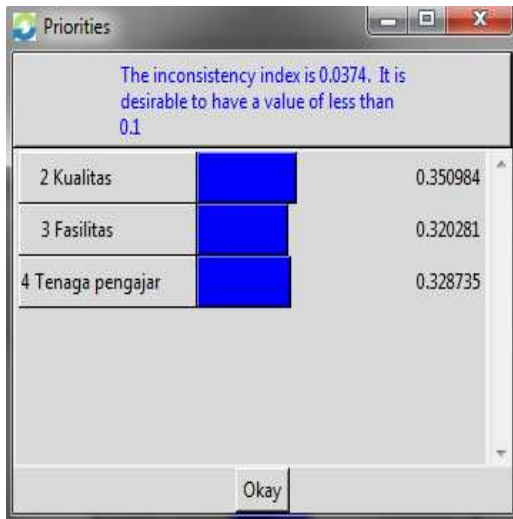 Priorities
The inconsistency index is 0.0374. It is
desirable to have a value of less than
0.1
2 Kualitas 0.350984
3 Fasilitas 0.320281
4 Tenaga pengajar 0.328735
Okay